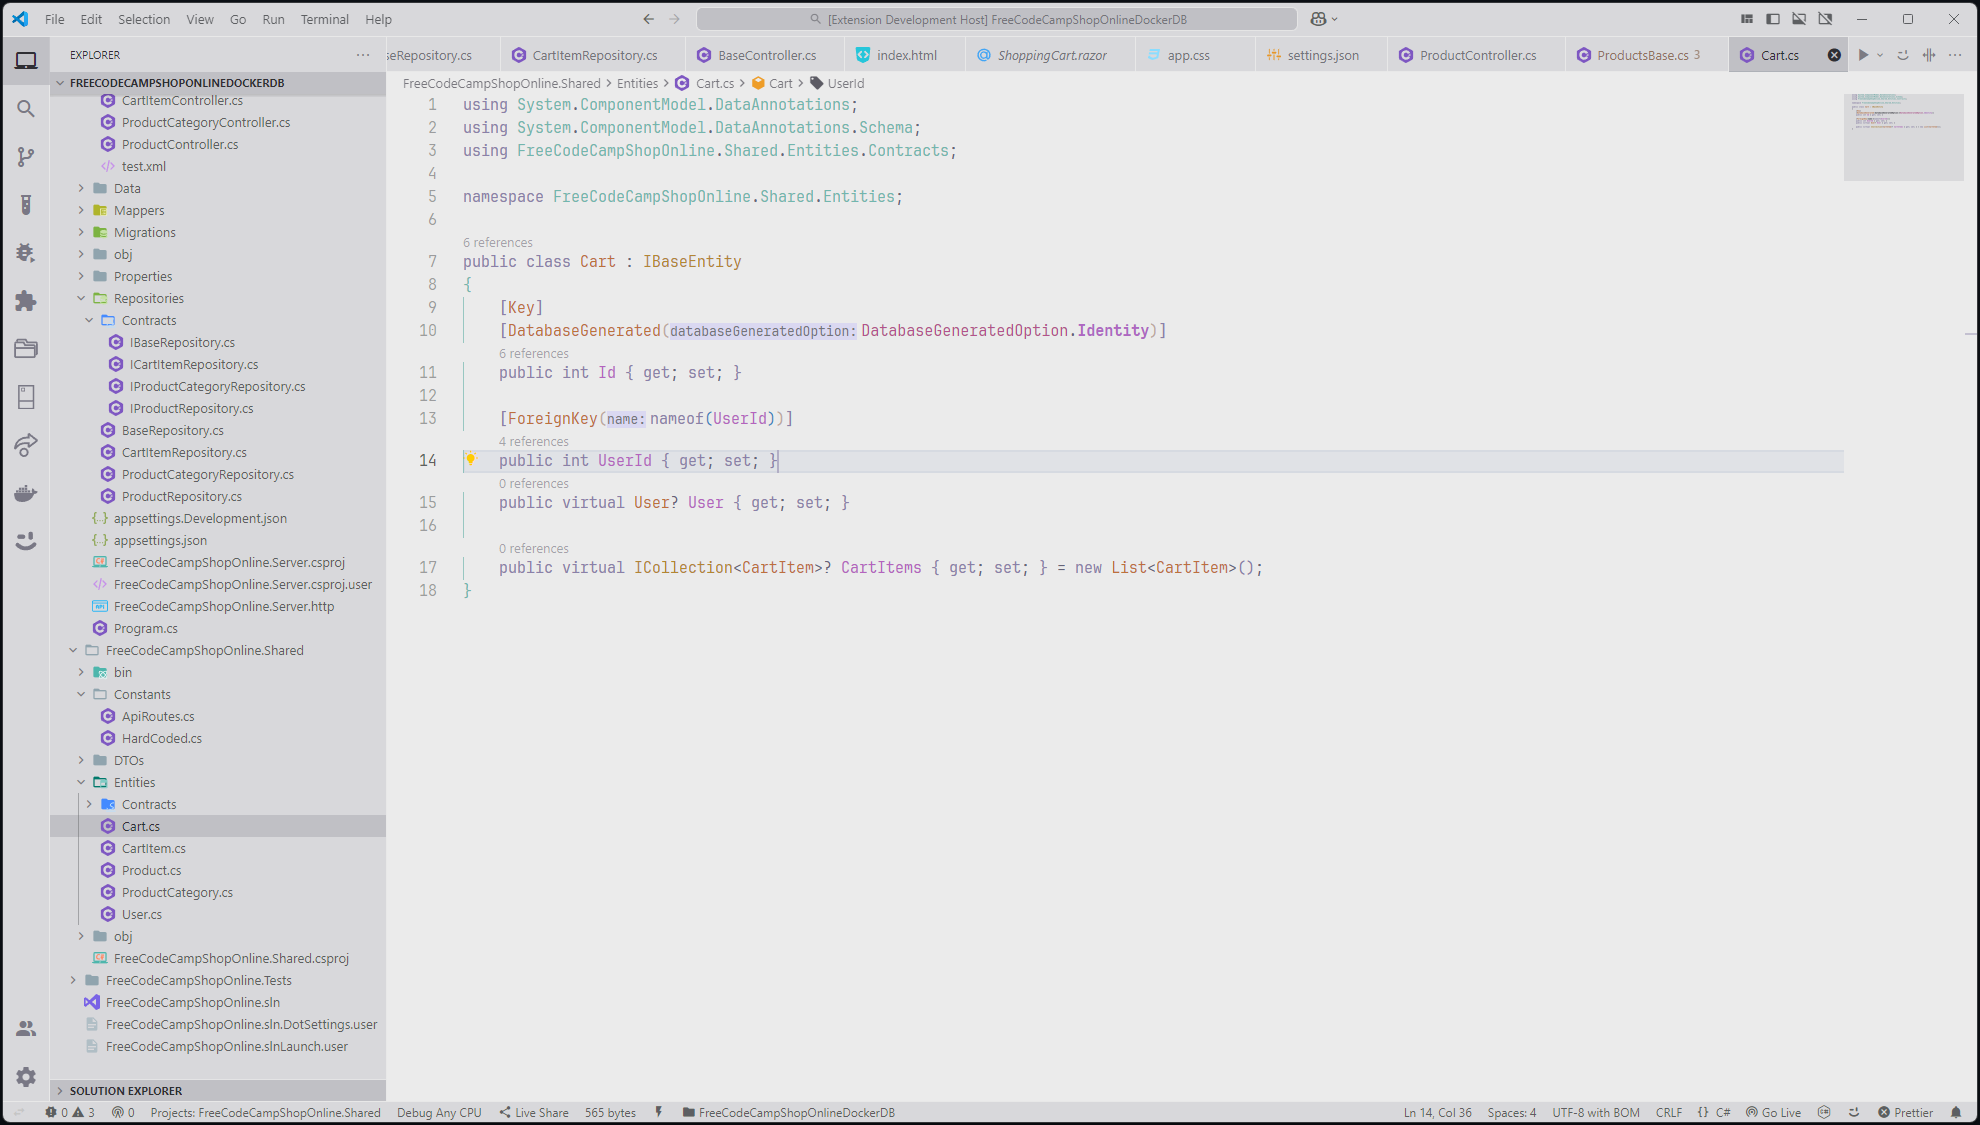 File Edit Selection View Go Run Terminal Help
[Extension Development Host] FreeCodeCampShopOnlineDockerDB
EXPLORER
seRepository.cs
CartItemRepository.cs
BaseController.cs
index.html
ShoppingCart.razor
app.css
settings.json
ProductController.cs
ProductsBase.cs 3
Cart.cs
FREECODECAMPSHOPONLINEDOCKERDB
CartItemController.cs
ProductCategoryController.cs
ProductController.cs
test.xml
Data
Mappers
Migrations
obj
Properties
Repositories
Contracts
IBaseRepository.cs
ICartItemRepository.cs
IProductCategoryRepository.cs
IProductRepository.cs
BaseRepository.cs
CartItemRepository.cs
ProductCategoryRepository.cs
ProductRepository.cs
appsettings.Development.json
appsettings.json
FreeCodeCampShopOnline.Server.csproj
FreeCodeCampShopOnline.Server.csproj.user
FreeCodeCampShopOnline.Server.http
Program.cs
FreeCodeCampShopOnline.Shared
bin
Constants
ApiRoutes.cs
HardCoded.cs
DTOs
Entities
Contracts
Cart.cs
CartItem.cs
Product.cs
ProductCategory.cs
User.cs
obj
FreeCodeCampShopOnline.Shared.csproj
FreeCodeCampShopOnline.Tests
FreeCodeCampShopOnline.sln
FreeCodeCampShopOnline.sln.DotSettings.user
FreeCodeCampShopOnline.slnLaunch.user
SOLUTION EXPLORER
FreeCodeCampShopOnline.Shared > Entities > Cart.cs > Cart > UserId
1 using System.ComponentModel.DataAnnotations;
2 using System.ComponentModel.DataAnnotations.Schema;
3 using FreeCodeCampShopOnline.Shared.Entities.Contracts;
4
5 namespace FreeCodeCampShopOnline.Shared.Entities;
6
6 references
7 public class Cart : IBaseEntity
8 {
9 [Key]
10 [DatabaseGenerated(databaseGeneratedOption: DatabaseGeneratedOption.Identity)]
6 references
11 public int Id { get; set; }
12
13 [ForeignKey(name: nameof(UserId))]
4 references
14 public int UserId { get; set; }
0 references
15 public virtual User? User { get; set; }
16
0 references
17 public virtual ICollection<CartItem>? CartItems { get; set; } = new List<CartItem>();
18 }
0 3 0 Projects: FreeCodeCampShopOnline.Shared Debug Any CPU Live Share 565 bytes FreeCodeCampShopOnlineDockerDB Ln 14, Col 36 Spaces: 4 UTF-8 with BOM CRLF {} C# Go Live Prettier